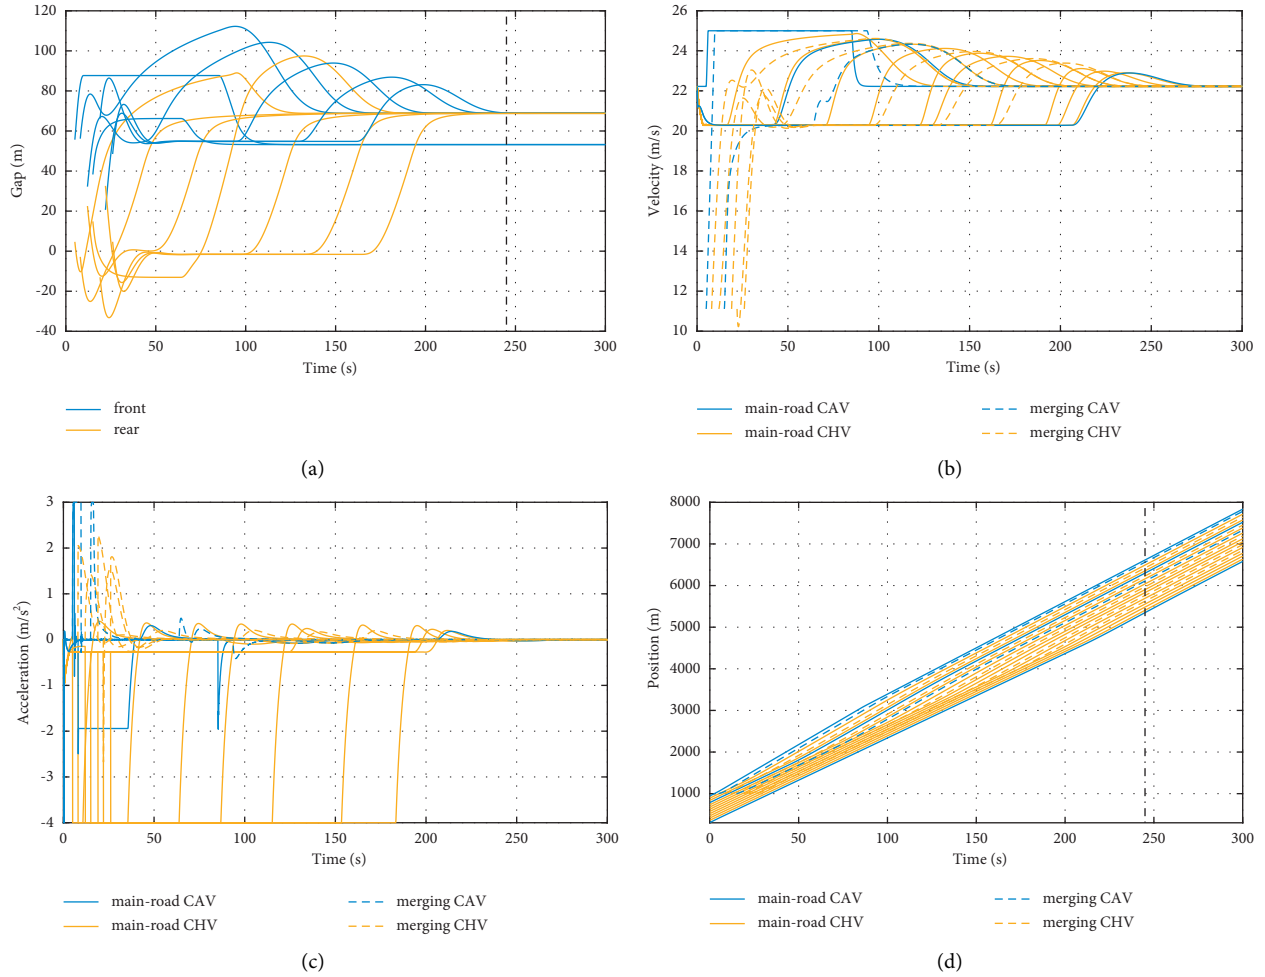 120
100
80
60
40
20
0
-20
-40
Gap (m)
0 50 100 150 200 250 300
Time (s)
front
rear
(a)
26
24
22
20
18
16
14
12
10
Velocity (m/s)
0 50 100 150 200 250 300
Time (s)
main-road CAV merging CAV
main-road CHV merging CHV
(b)
3
2
1
0
-1
-2
-3
-4
Acceleration (m/s²)
0 50 100 150 200 250 300
Time (s)
main-road CAV merging CAV
main-road CHV merging CHV
(c)
8000
7000
6000
5000
4000
3000
2000
1000
Position (m)
0 50 100 150 200 250 300
Time (s)
main-road CAV merging CAV
main-road CHV merging CHV
(d)